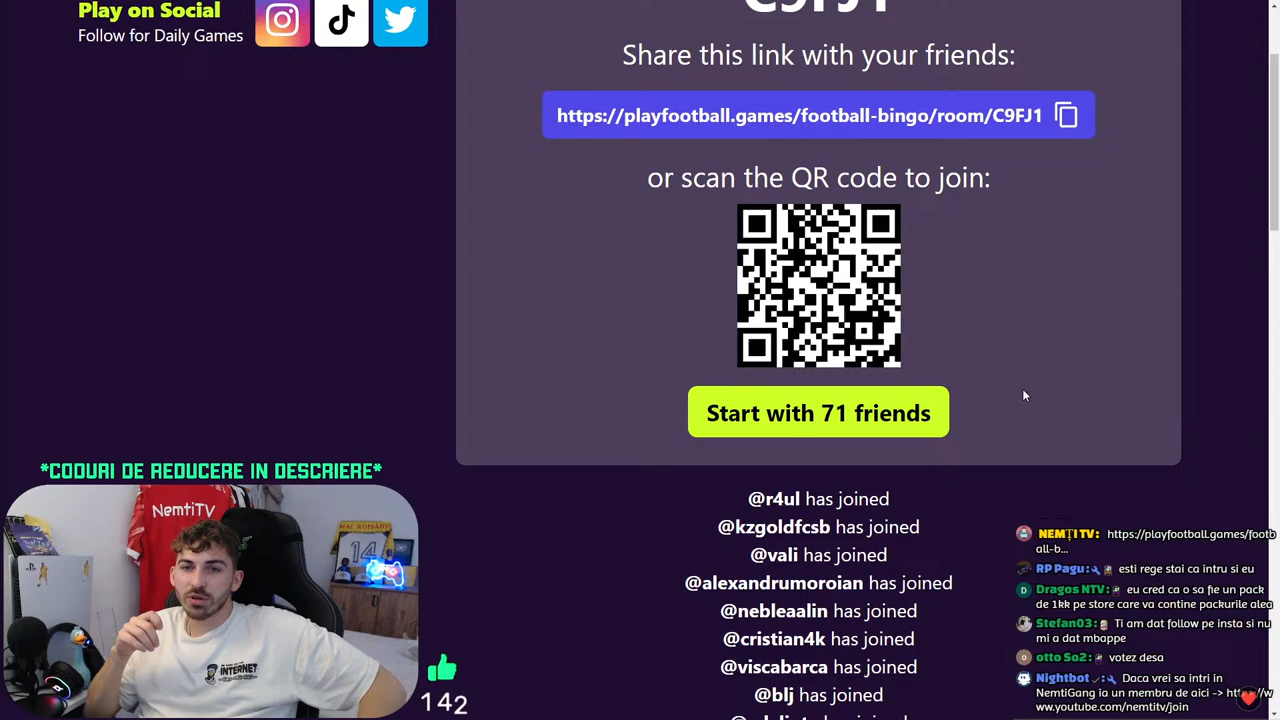 Play on Social
Follow for Daily Games
C9FJ1
Share this link with your friends:
https://playfootball.games/football-bingo/room/C9FJ1
or scan the QR code to join:
Start with 71 friends
@r4ul has joined
@kzgoldfcsb has joined
@vali has joined
@alexandrumoroian has joined
@nebleaalin has joined
@cristian4k has joined
@viscabarca has joined
@blj has joined
*CODURI DE REDUCERE IN DESCRIERE*
NemtiTV
14
INTERNET
142
NEMTI TV: https://playfootball.games/footb
all-b...
RP Pagu: esti rege stai ca intru si eu
Dragos NTV: eu cred ca o sa fie un pack
de 1kk pe store care va contine packurile alea
Stefan03: Ti am dat follow pe insta si nu
mi a dat mbappe
otto So2: votez desa
Nightbot: Daca vrei sa intri in
NemtiGang ia un membru de aici -> http://w
ww.youtube.com/nemtitv/join